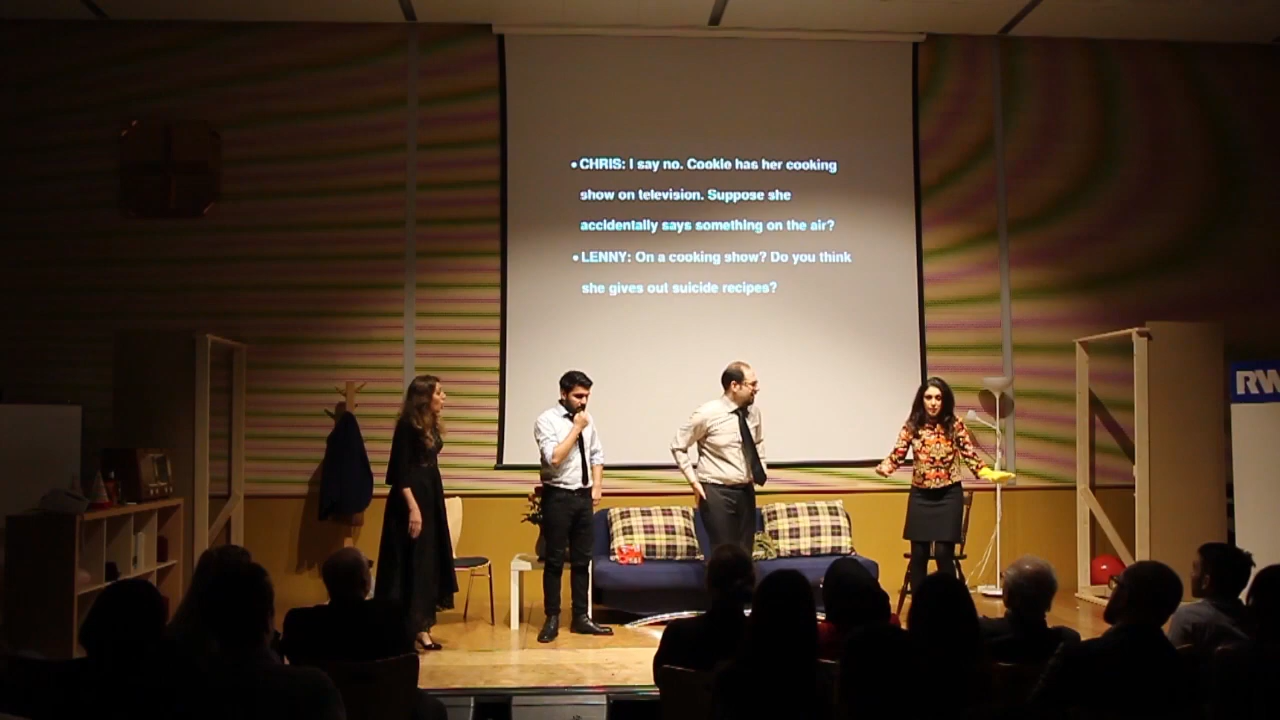 • CHRIS: I say no. Cookie has her cooking
show on television. Suppose she
accidentally says something on the air?
• LENNY: On a cooking show? Do you think
she gives out suicide recipes?
RW